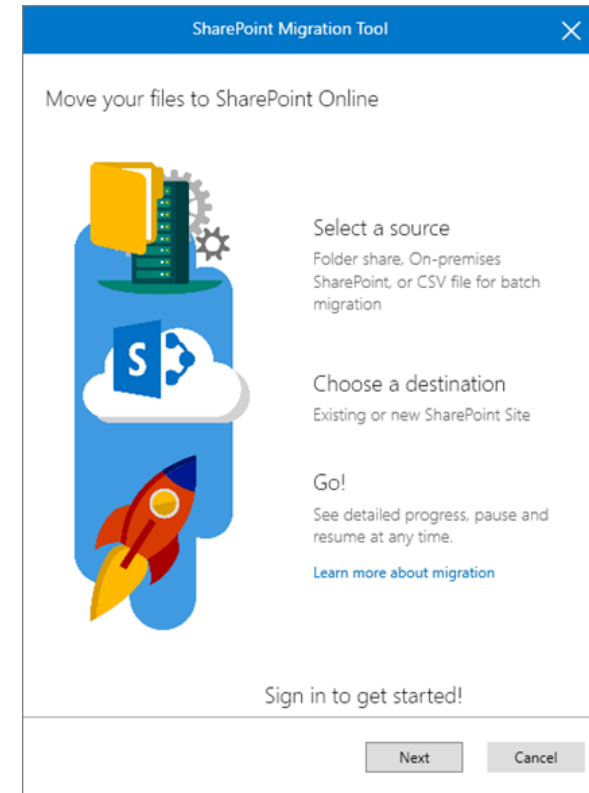 SharePoint Migration Tool
Move your files to SharePoint Online
Select a source
Folder share, On-premises
SharePoint, or CSV file for batch
migration
S
Choose a destination
Existing or new SharePoint Site
Go!
See detailed progress, pause and
resume at any time.
Learn more about migration
Sign in to get started!
Next
Cancel